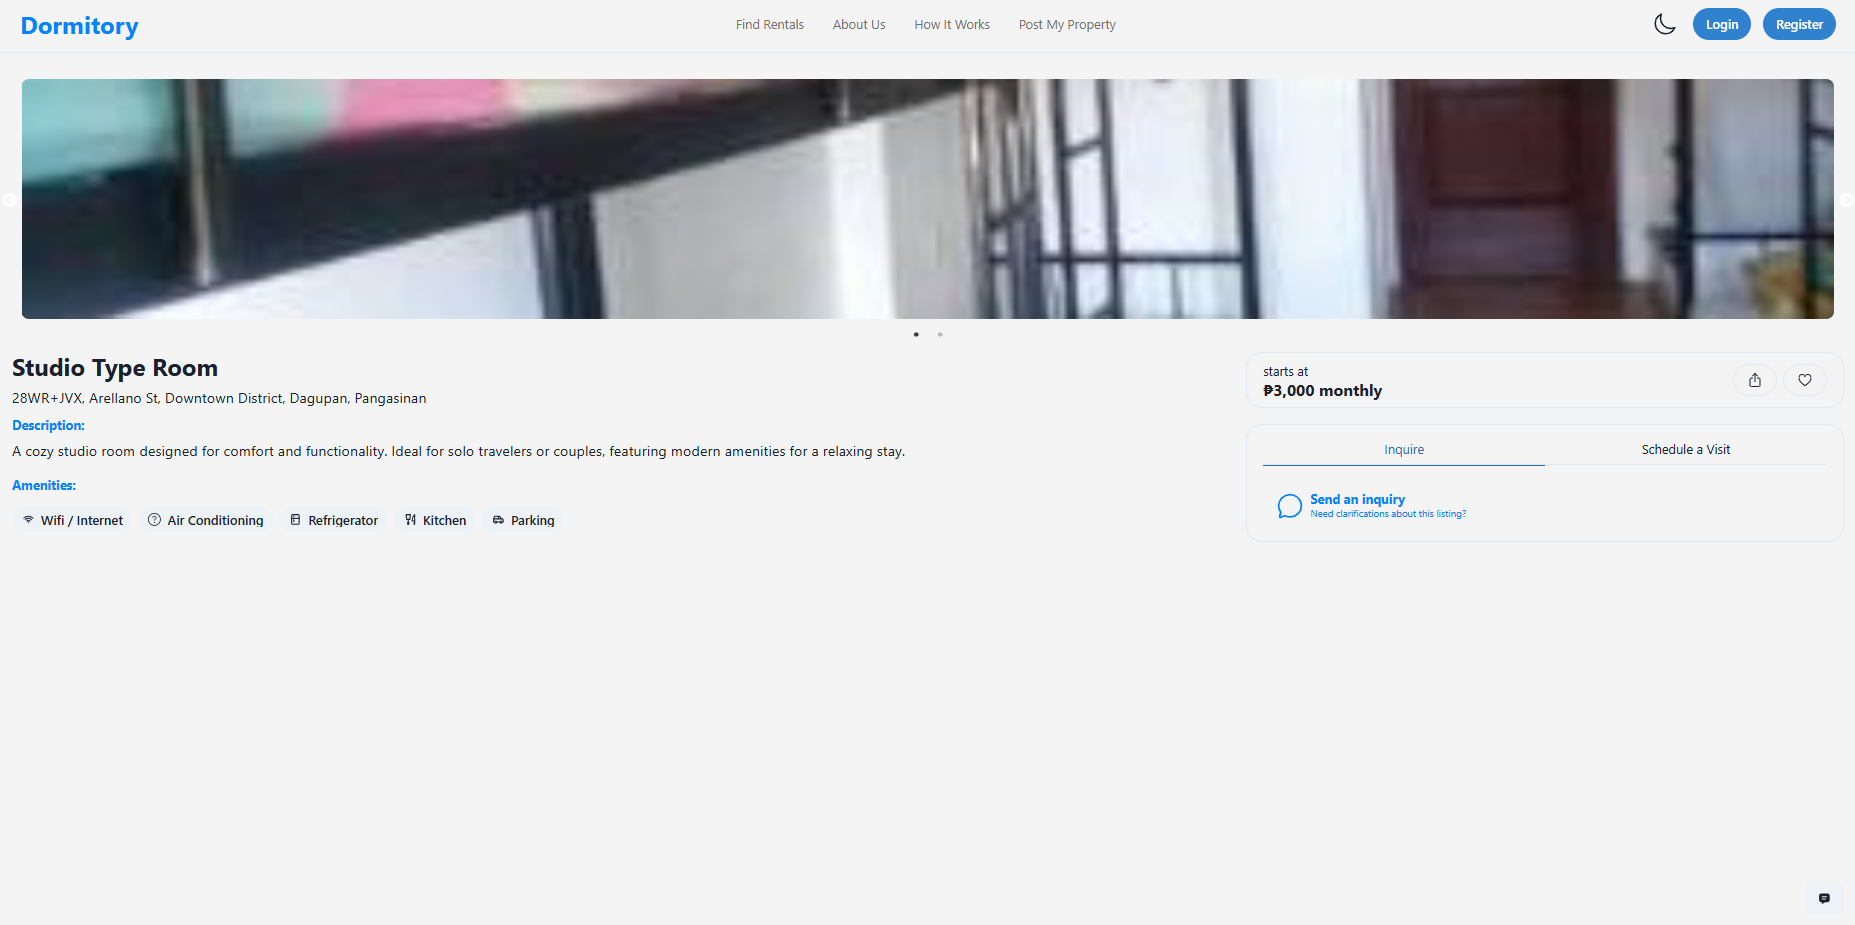 Dormitory
Find Rentals
About Us
How It Works
Post My Property
Login
Register
Studio Type Room
28WR+JVX, Arellano St, Downtown District, Dagupan, Pangasinan
Description:
A cozy studio room designed for comfort and functionality. Ideal for solo travelers or couples, featuring modern amenities for a relaxing stay.
Amenities:
Wifi / Internet
Air Conditioning
Refrigerator
Kitchen
Parking
starts at
₱3,000 monthly
Inquire
Schedule a Visit
Send an inquiry
Need clarifications about this listing?